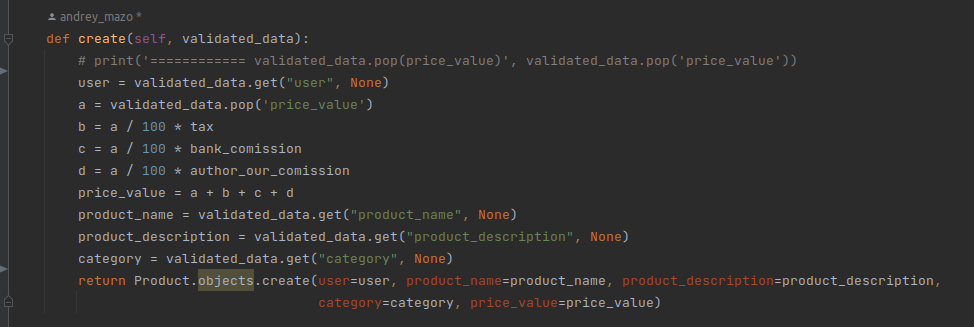 andrey_mazo *
def create(self, validated_data):
# print('============ validated_data.pop(price_value)', validated_data.pop('price_value'))
user = validated_data.get("user", None)
a = validated_data.pop('price_value')
b = a / 100 * tax
c = a / 100 * bank_comission
d = a / 100 * author_our_comission
price_value = a + b + c + d
product_name = validated_data.get("product_name", None)
product_description = validated_data.get("product_description", None)
category = validated_data.get("category", None)
return Product.objects.create(user=user, product_name=product_name, product_description=product_description,
category=category, price_value=price_value)